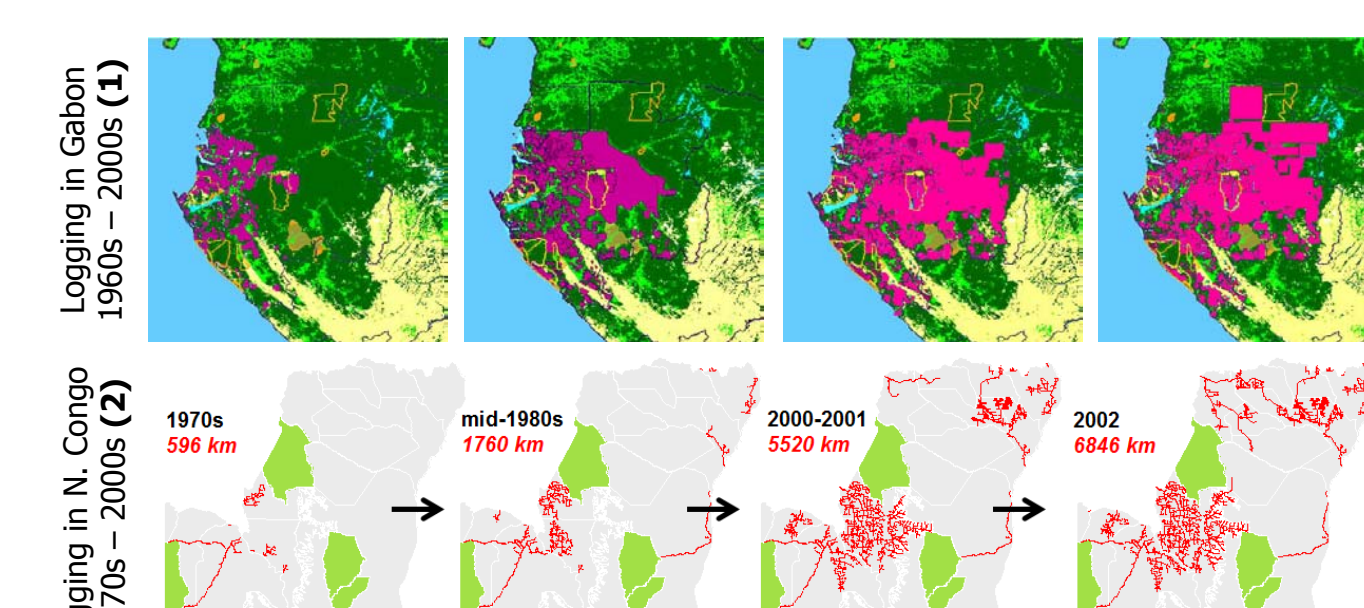 Logging in Gabon
1960s – 2000s (1)
gging in N. Congo
70s – 2000s (2)
1970s
596 km
mid-1980s
1760 km
2000-2001
5520 km
2002
6846 km